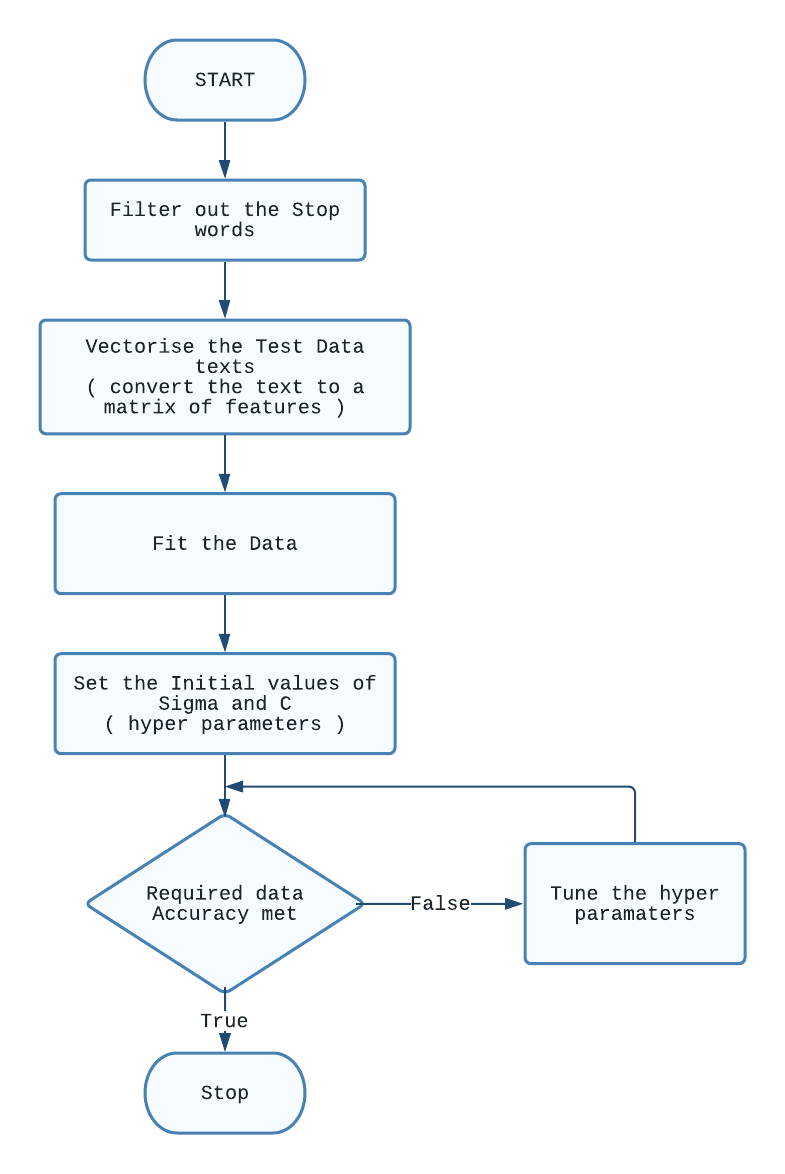 START
Filter out the Stop
words
Vectorise the Test Data
texts
( convert the text to a
matrix of features )
Fit the Data
Set the Initial values of
Sigma and C
( hyper parameters )
Required data
Accuracy met
False
Tune the hyper
paramaters
True
Stop